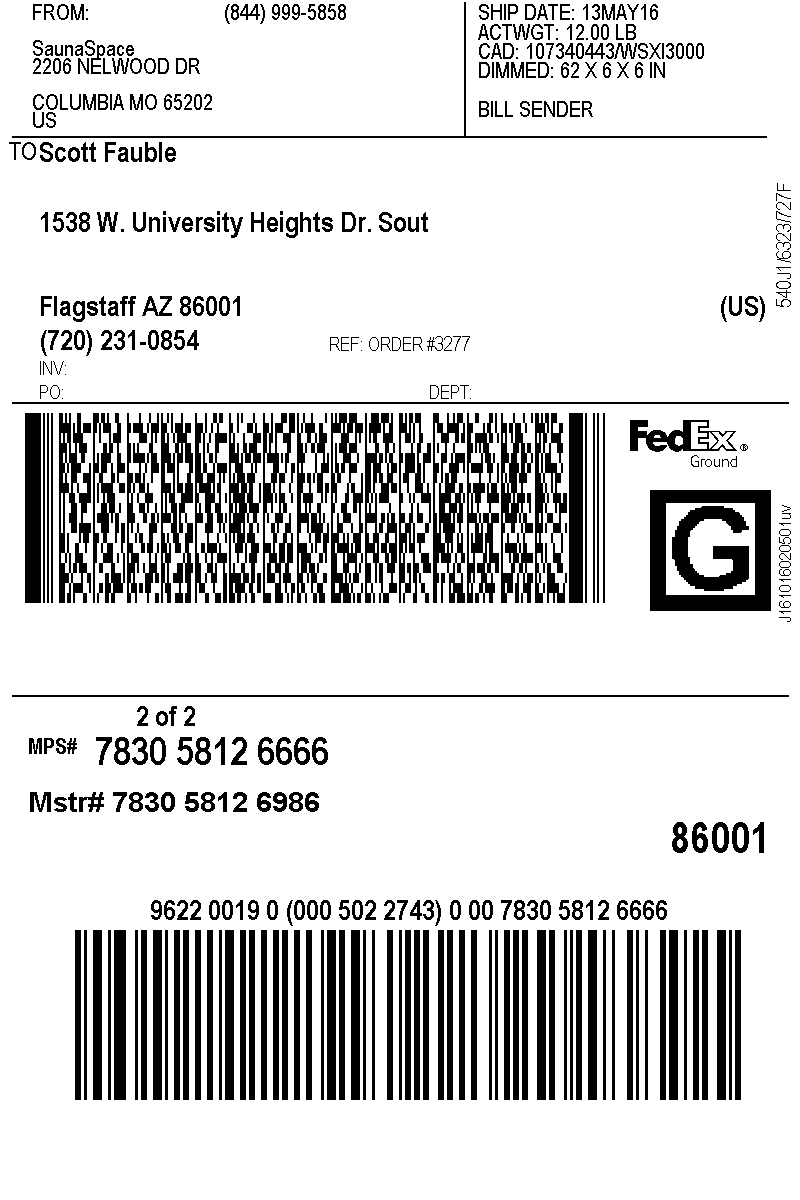 FROM: (844) 999-5858
SaunaSpace
2206 NELWOOD DR
COLUMBIA MO 65202
US
SHIP DATE: 13MAY16
ACTWGT: 12.00 LB
CAD: 107340443/WSXI3000
DIMMED: 62 X 6 X 6 IN
BILL SENDER
TO Scott Fauble
1538 W. University Heights Dr. Sout
Flagstaff AZ 86001 (US)
(720) 231-0854 REF: ORDER #3277
INV:
PO: DEPT:
540J1/6323/727F
FedEx ®
Ground
G
J161016020501uv
2 of 2
MPS# 7830 5812 6666
Mstr# 7830 5812 6986
86001
9622 0019 0 (000 502 2743) 0 00 7830 5812 6666